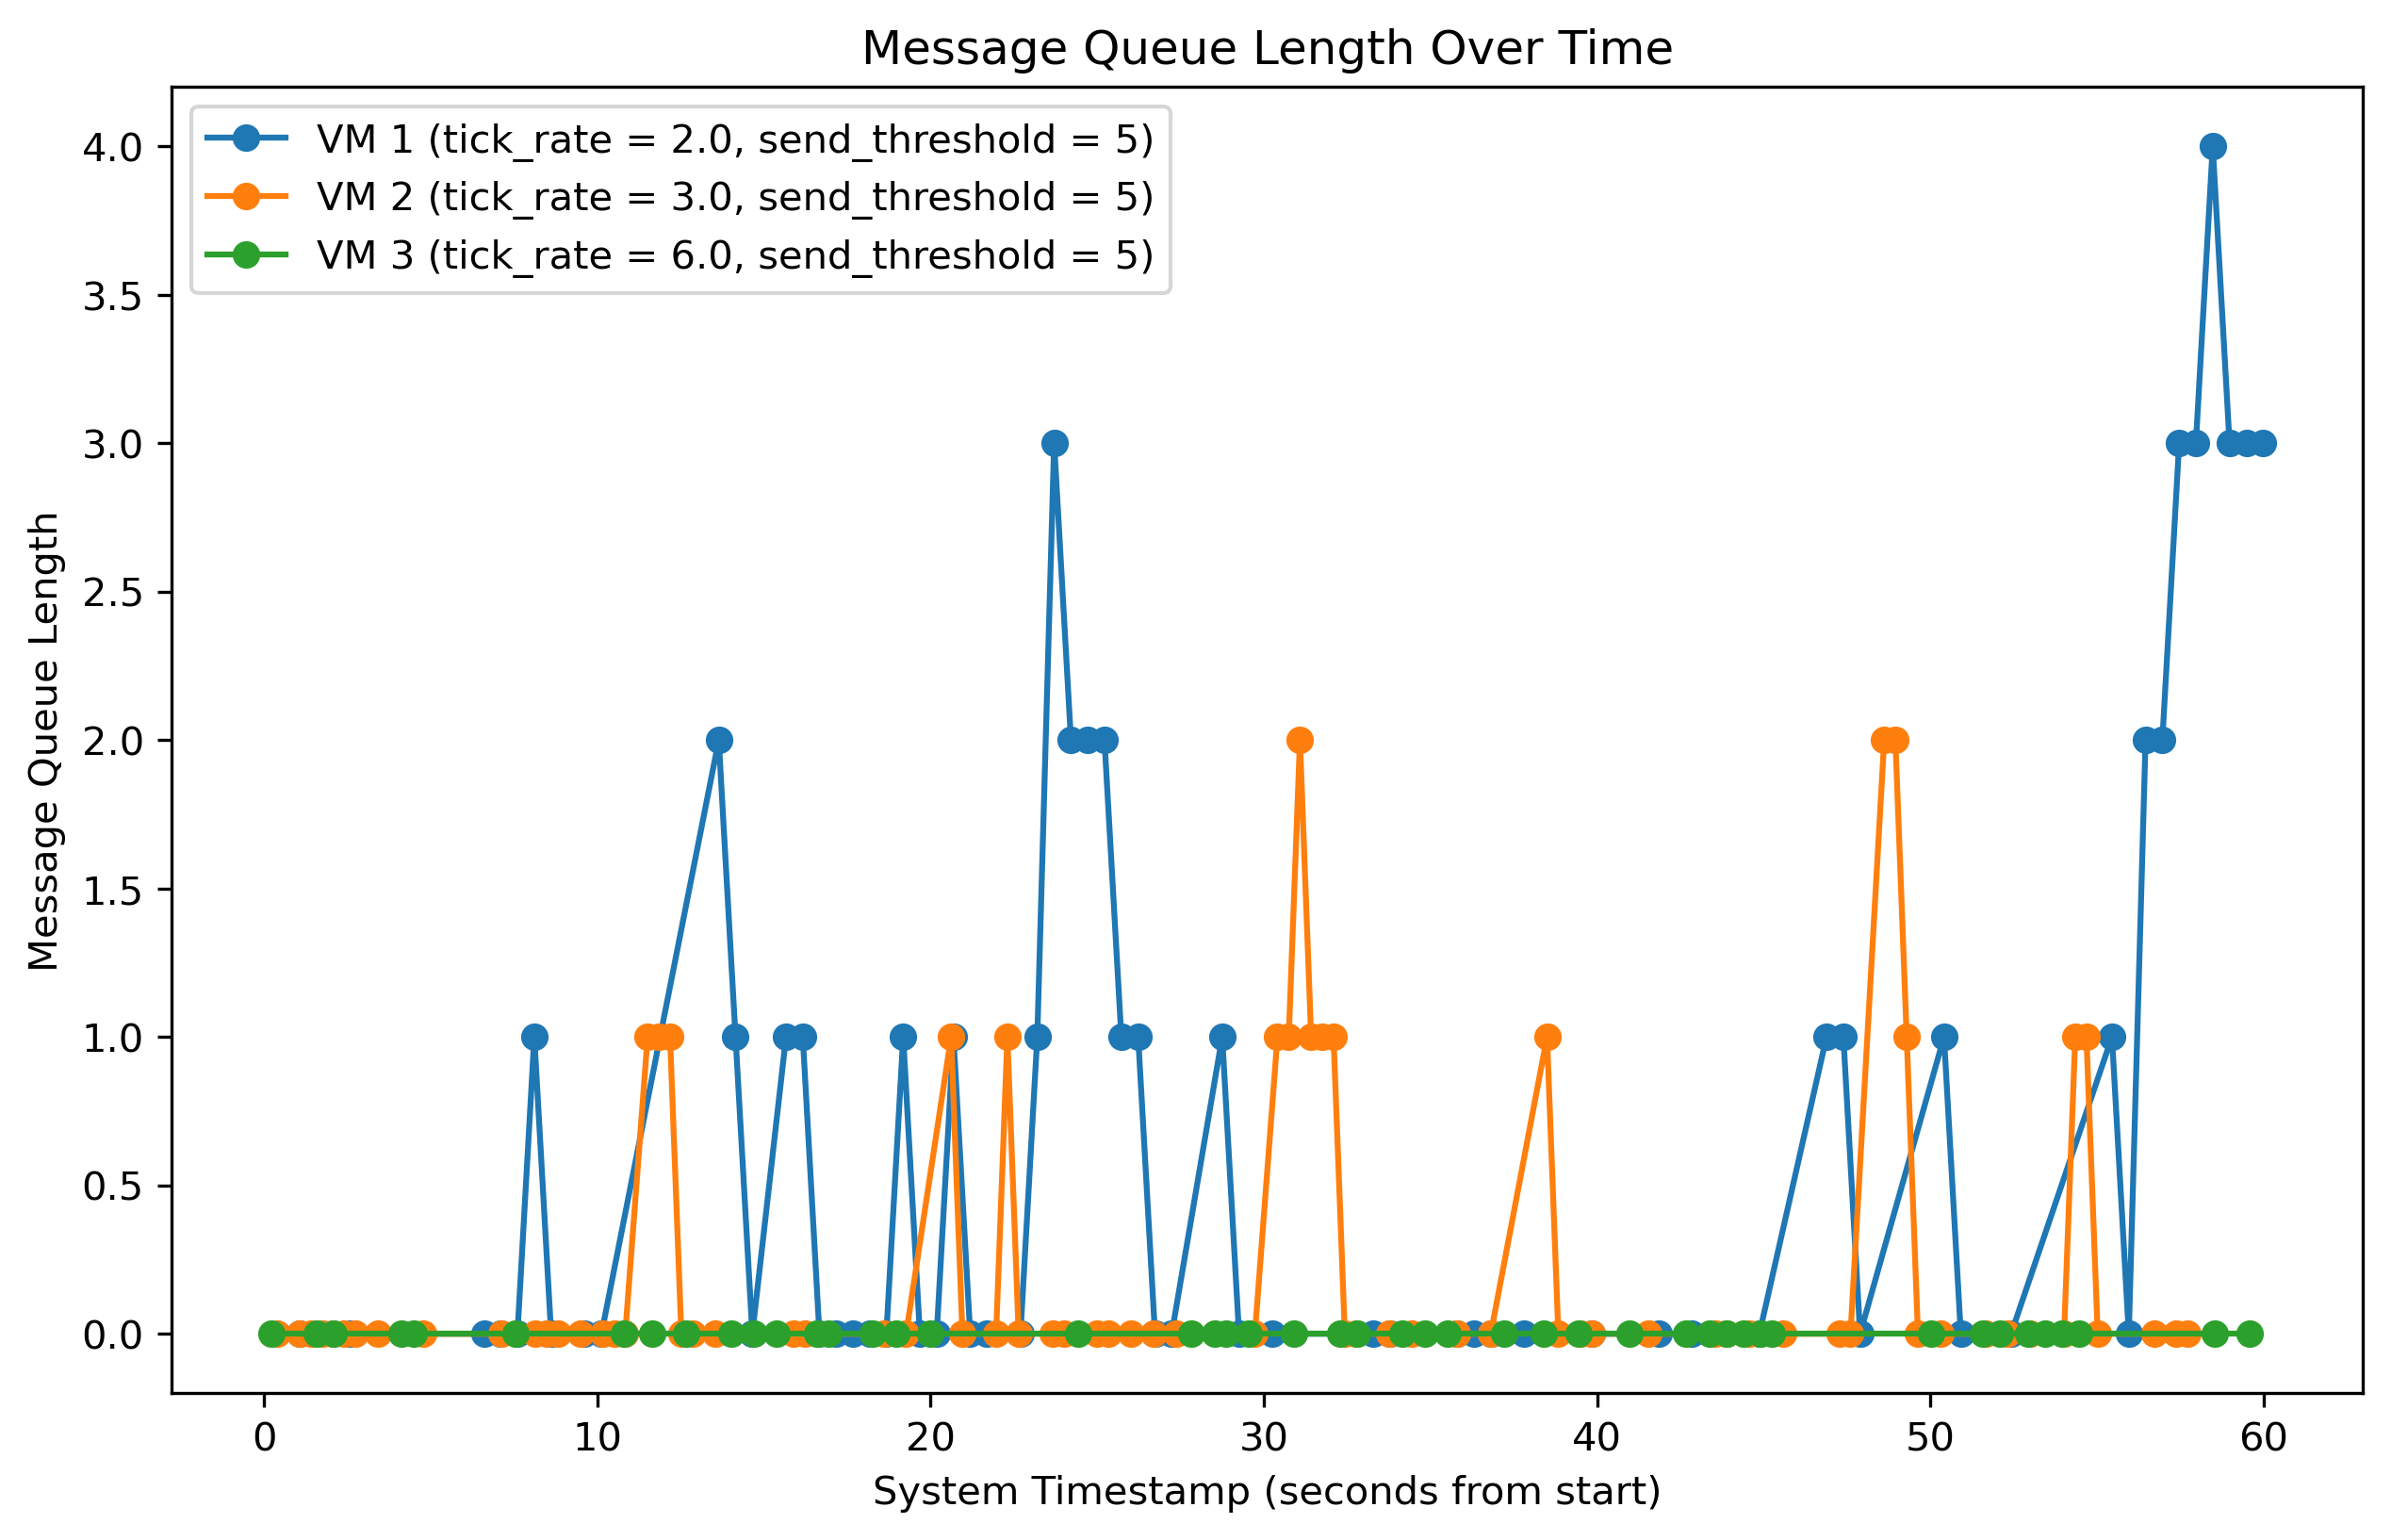 Message Queue Length Over Time
VM 1 (tick_rate = 2.0, send_threshold = 5)
VM 2 (tick_rate = 3.0, send_threshold = 5)
VM 3 (tick_rate = 6.0, send_threshold = 5)
4.0
3.5
3.0
2.5
2.0
1.5
1.0
0.5
0.0
Message Queue Length
0 10 20 30 40 50 60
System Timestamp (seconds from start)